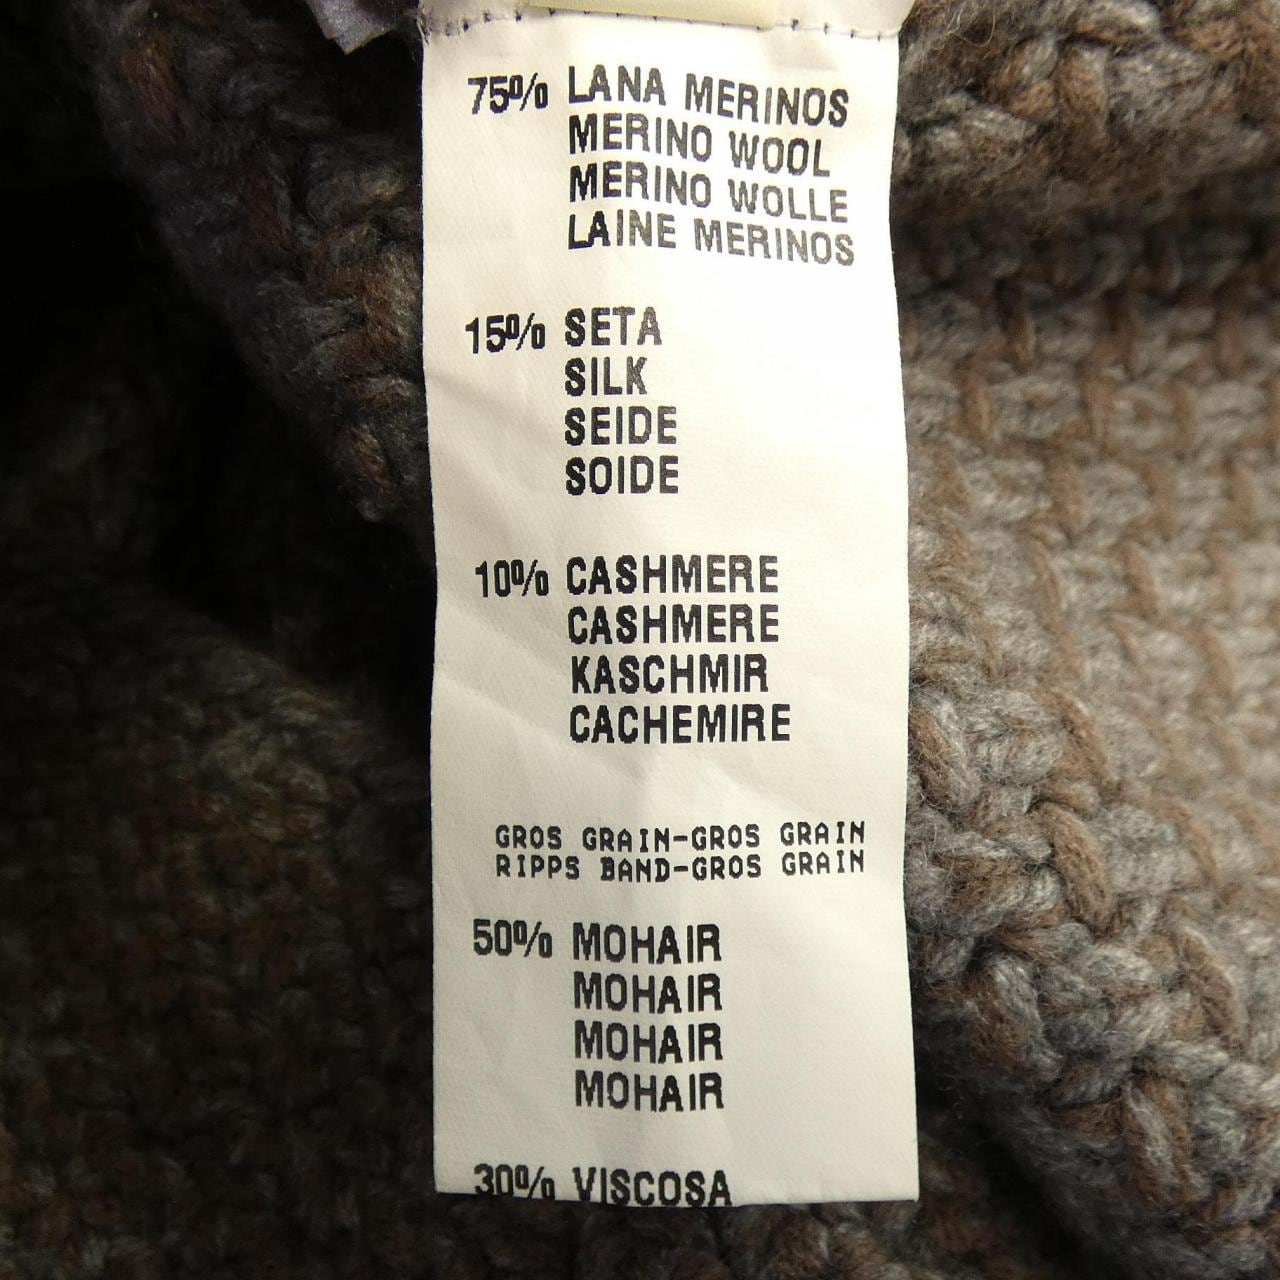 75% LANA MERINOS
MERINO WOOL
MERINO WOLLE
LAINE MERINOS
15% SETA
SILK
SEIDE
SOIDE
10% CASHMERE
CASHMERE
KASCHMIR
CACHEMIRE
GROS GRAIN-GROS GRAIN
RIPPS BAND-GROS GRAIN
50% MOHAIR
MOHAIR
MOHAIR
MOHAIR
30% VISCOSA